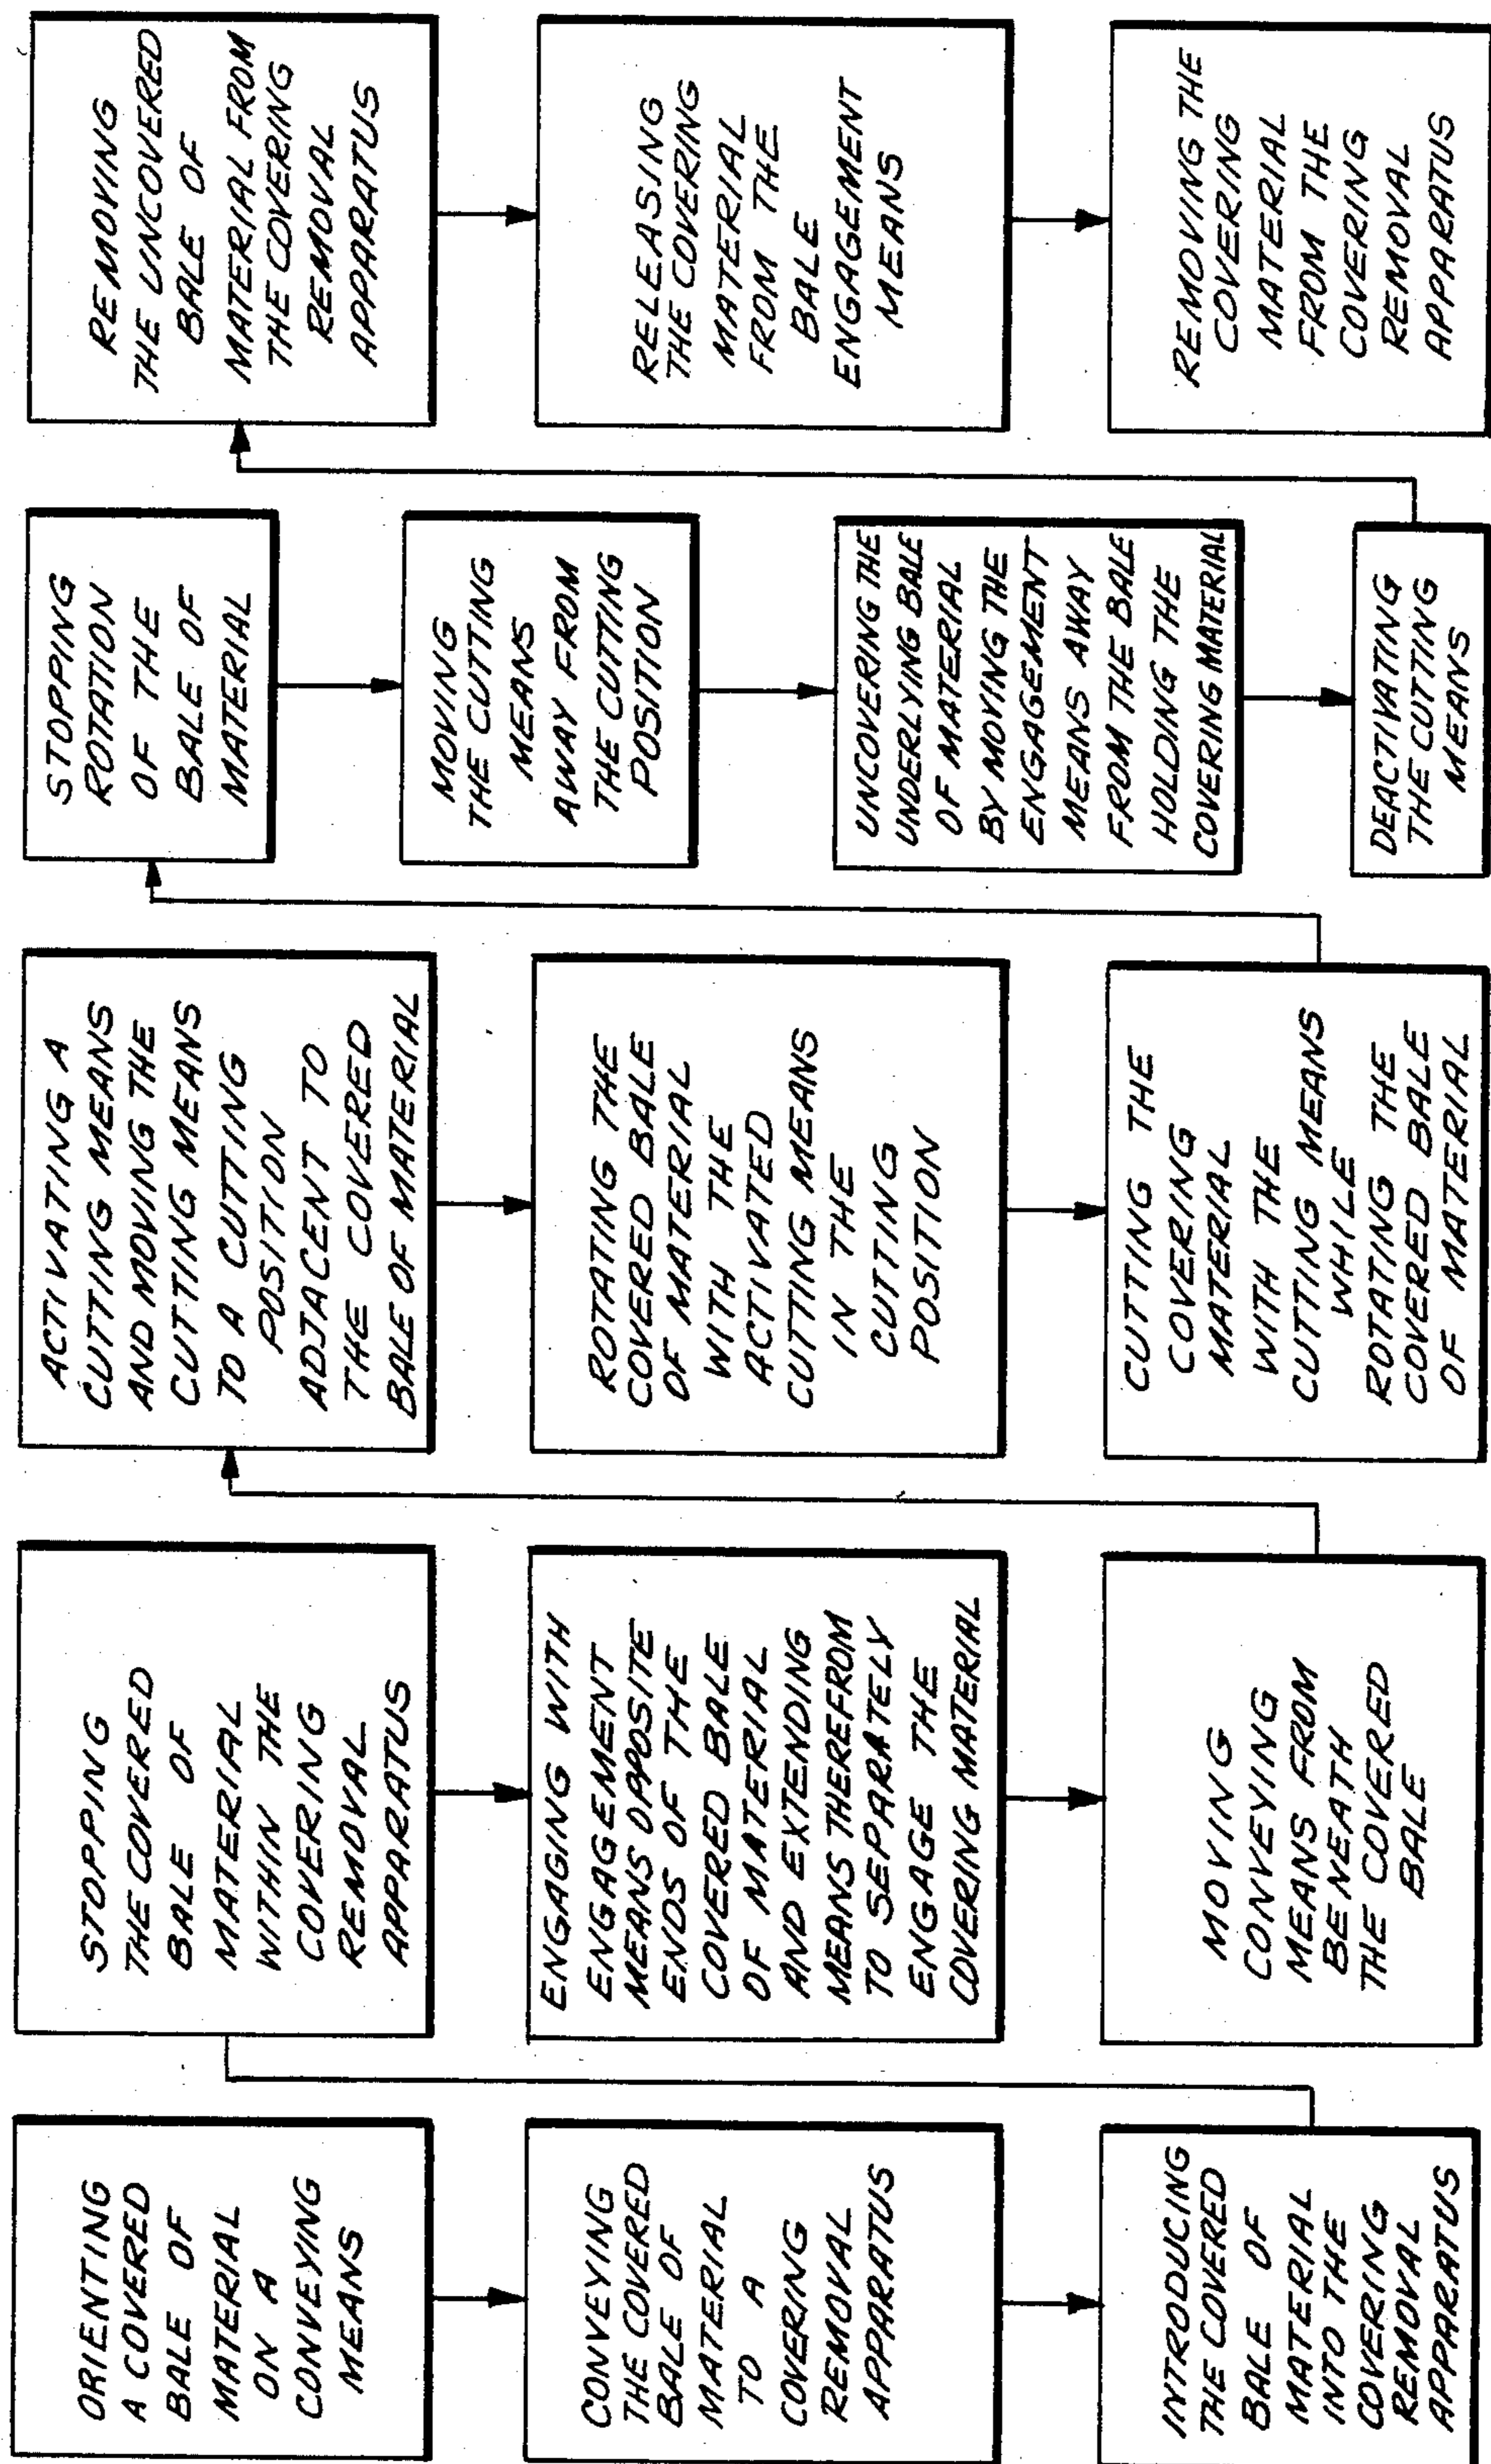 ORIENTING
A COVERED
BALE OF
MATERIAL
ON A
CONVEYING
MEANS
CONVEYING
THE COVERED
BALE OF
MATERIAL
TO A
COVERING
REMOVAL
APPARATUS
INTRODUCING
THE COVERED
BALE OF
MATERIAL
INTO THE
COVERING
REMOVAL
APPARATUS
STOPPING
THE COVERED
BALE OF
MATERIAL
WITHIN THE
COVERING
REMOVAL
APPARATUS
ENGAGING WITH
ENGAGEMENT
MEANS OPPOSITE
ENDS OF THE
COVERED BALE
OF MATERIAL
AND EXTENDING
MEANS THEREFROM
TO SEPARATELY
ENGAGE THE
COVERING MATERIAL
MOVING
CONVEYING
MEANS FROM
BENEATH
THE COVERED
BALE
ACTIVATING A
CUTTING MEANS
AND MOVING THE
CUTTING MEANS
TO A CUTTING
POSITION
ADJACENT TO
THE COVERED
BALE OF MATERIAL
ROTATING THE
COVERED BALE
OF MATERIAL
WITH THE
ACTIVATED
CUTTING MEANS
IN THE
CUTTING
POSITION
CUTTING THE
COVERING
MATERIAL
WITH THE
CUTTING MEANS
WHILE
ROTATING THE
COVERED BALE
OF MATERIAL
STOPPING
ROTATION
OF THE
BALE OF
MATERIAL
MOVING
THE CUTTING
MEANS
AWAY FROM
THE CUTTING
POSITION
UNCOVERING THE
UNDERLYING BALE
OF MATERIAL
BY MOVING THE
ENGAGEMENT
MEANS AWAY
FROM THE BALE
HOLDING THE
COVERING MATERIAL
DEACTIVATING
THE CUTTING
MEANS
REMOVING
THE UNCOVERED
BALE OF
MATERIAL FROM
THE COVERING
REMOVAL
APPARATUS
RELEASING
THE COVERING
MATERIAL
FROM THE
BALE
ENGAGEMENT
MEANS
REMOVING THE
COVERING
MATERIAL
FROM THE
COVERING
REMOVAL
APPARATUS